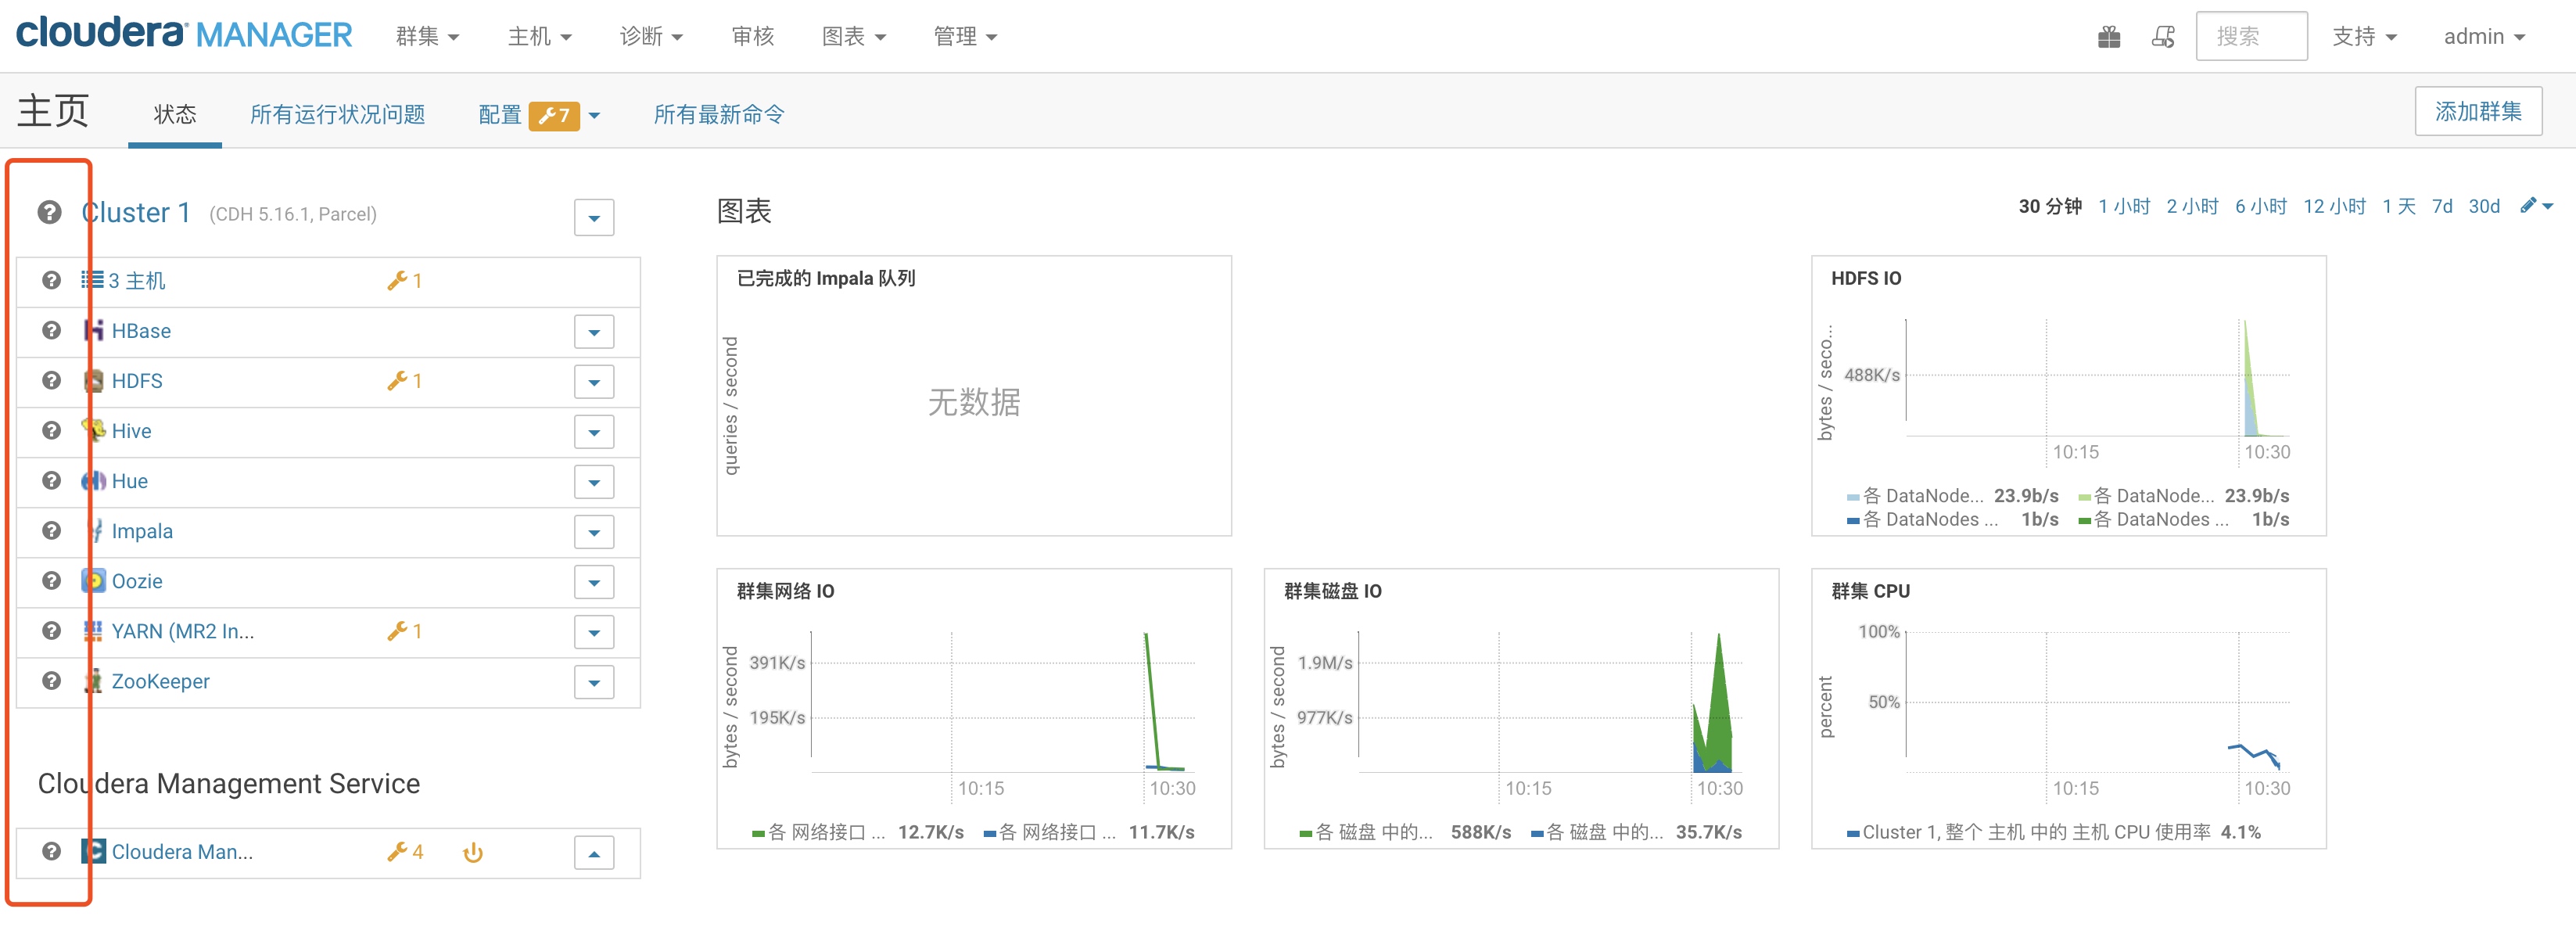 cloudera MANAGER 群集 主机 诊断 审核 图表 管理 搜索 支持 admin
主页 状态 所有运行状况问题 配置 7 所有最新命令 添加群集
Cluster 1 (CDH 5.16.1, Parcel)
3 主机 1
HBase
HDFS 1
Hive
Hue
Impala
Oozie
YARN (MR2 In... 1
ZooKeeper
Cloudera Management Service
Cloudera Man... 4
图表
30 分钟 1 小时 2 小时 6 小时 12 小时 1 天 7d 30d
已完成的 Impala 队列
queries / second
无数据
HDFS IO
bytes / seco...
488K/s
10:15 10:30
各 DataNode... 23.9b/s 各 DataNode... 23.9b/s
各 DataNodes ... 1b/s 各 DataNodes ... 1b/s
群集网络 IO
bytes / second
391K/s
195K/s
10:15 10:30
各 网络接口 ... 12.7K/s 各 网络接口 ... 11.7K/s
群集磁盘 IO
bytes / second
1.9M/s
977K/s
10:15 10:30
各 磁盘 中的... 588K/s 各 磁盘 中的... 35.7K/s
群集 CPU
percent
100%
50%
10:15 10:30
Cluster 1, 整个 主机 中的 主机 CPU 使用率 4.1%